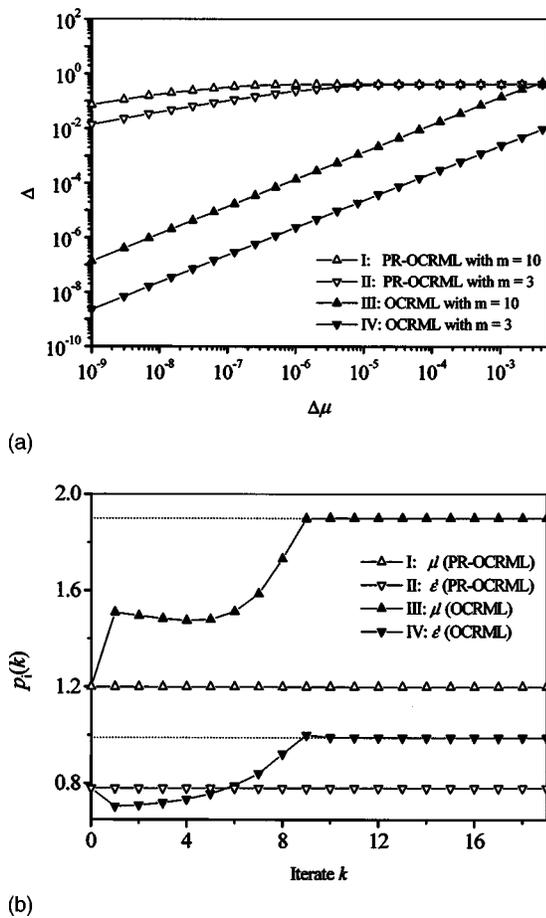 10^2
10^0
10^-2
10^-4
10^-6
10^-8
10^-10
Δ
I: PR-OCRML with m = 10
II: PR-OCRML with m = 3
III: OCRML with m = 10
IV: OCRML with m = 3
10^-9 10^-8 10^-7 10^-6 10^-5 10^-4 10^-3
Δμ
(a)
2.0
1.6
1.2
0.8
p_i(k)
I: μ^l (PR-OCRML)
II: ε^l (PR-OCRML)
III: μ^l (OCRML)
IV: ε^l (OCRML)
0 4 8 12 16
Iterate k
(b)